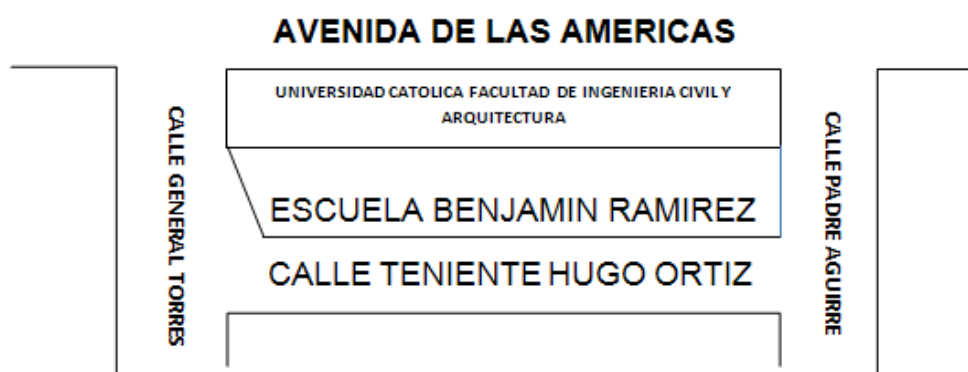 AVENIDA DE LAS AMERICAS
UNIVERSIDAD CATOLICA FACULTAD DE INGENIERIA CIVIL Y
ARQUITECTURA
CALLE GENERAL TORRES
CALLE PADRE AGUIRRE
ESCUELA BENJAMIN RAMIREZ
CALLE TENIENTE HUGO ORTIZ